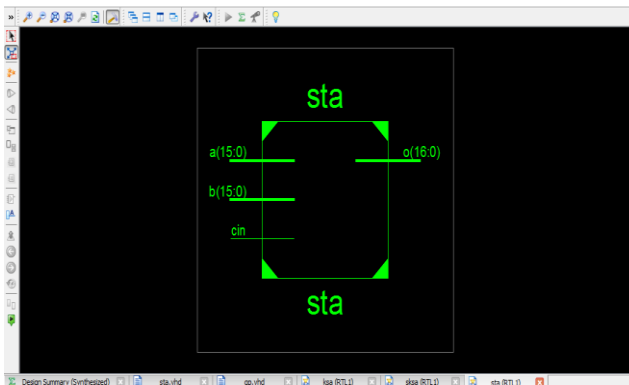 sta
a(15:0)
o(16:0)
b(15:0)
cin
sta
Design Summary (Synthesized)
sta.vhd
gp.vhd
ksa (RTL1)
sksa (RTL1)
sta (RTL1)